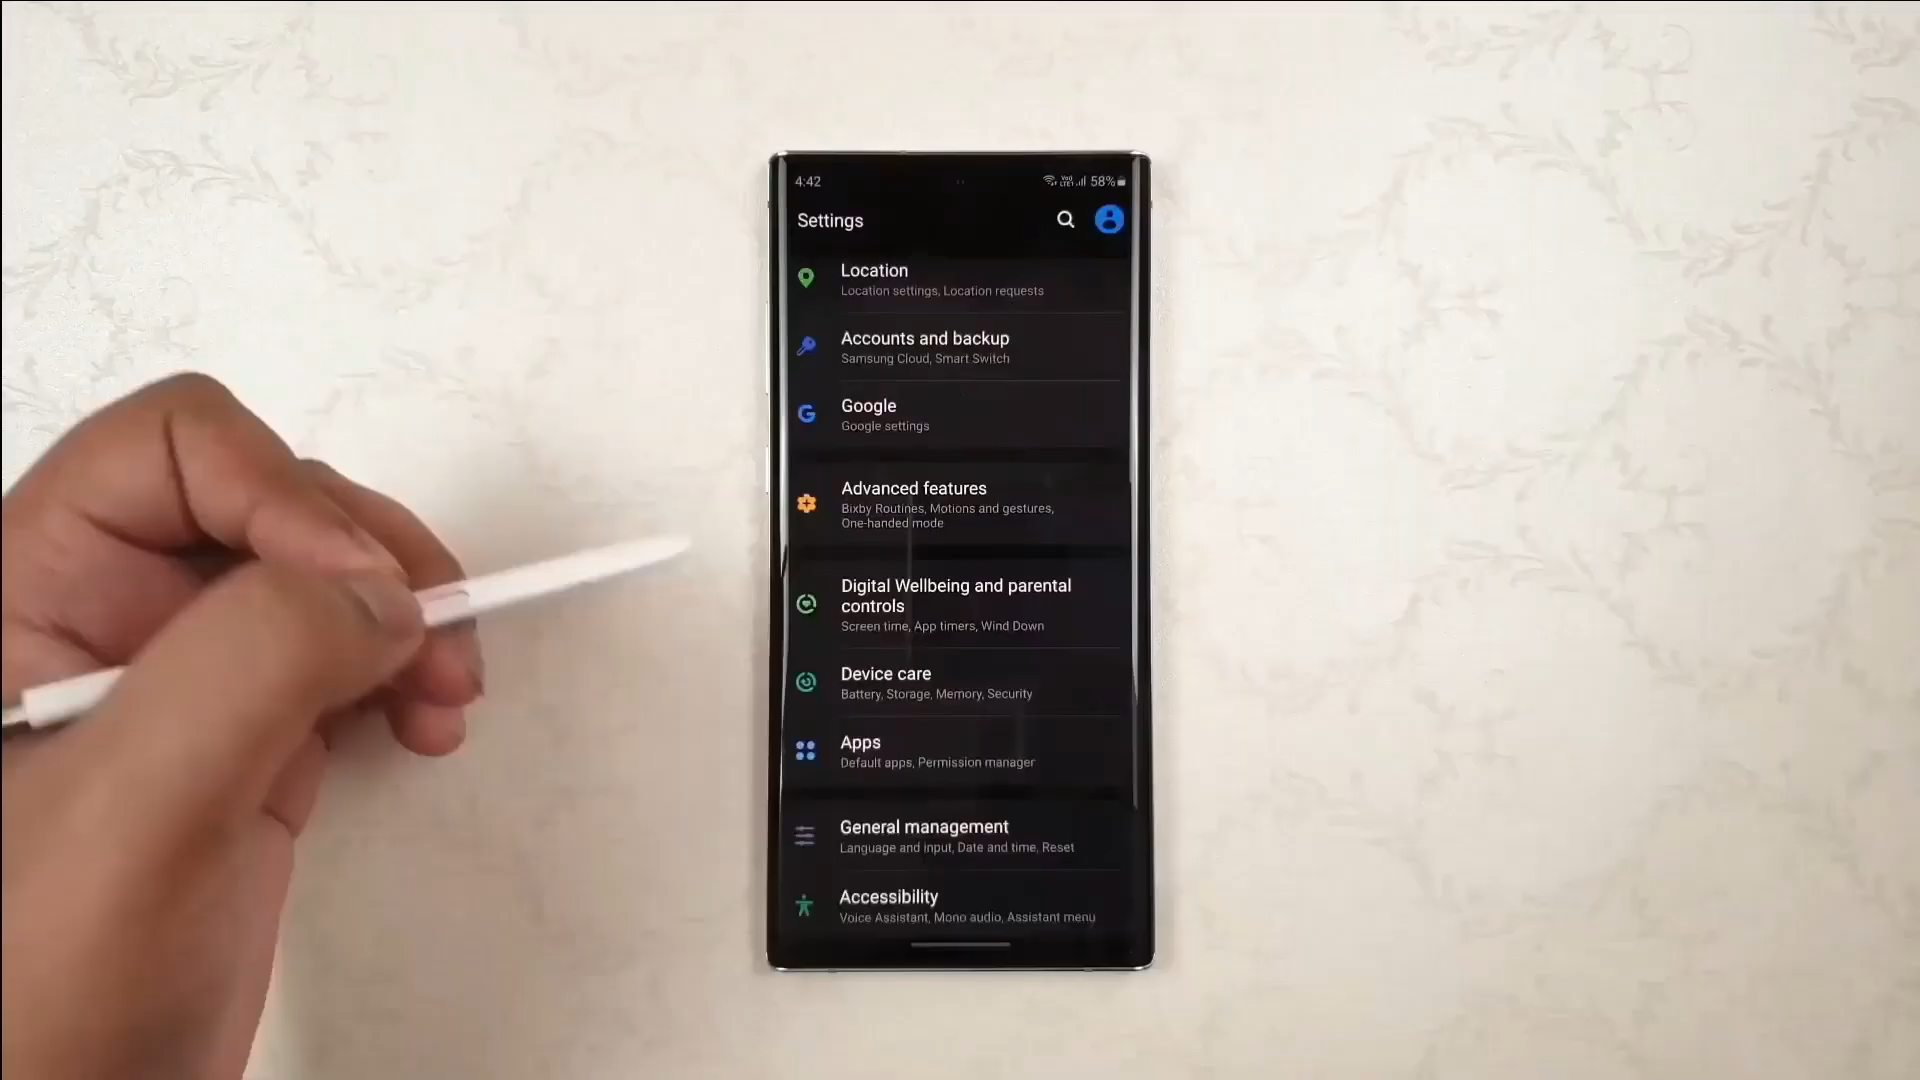 4:42
58%
Settings
Location
Location settings, Location requests
Accounts and backup
Samsung Cloud, Smart Switch
Google
Google settings
Advanced features
Bixby Routines, Motions and gestures,
One-handed mode
Digital Wellbeing and parental
controls
Screen time, App timers, Wind Down
Device care
Battery, Storage, Memory, Security
Apps
Default apps, Permission manager
General management
Language and input, Date and time, Reset
Accessibility
Voice Assistant, Mono audio, Assistant menu